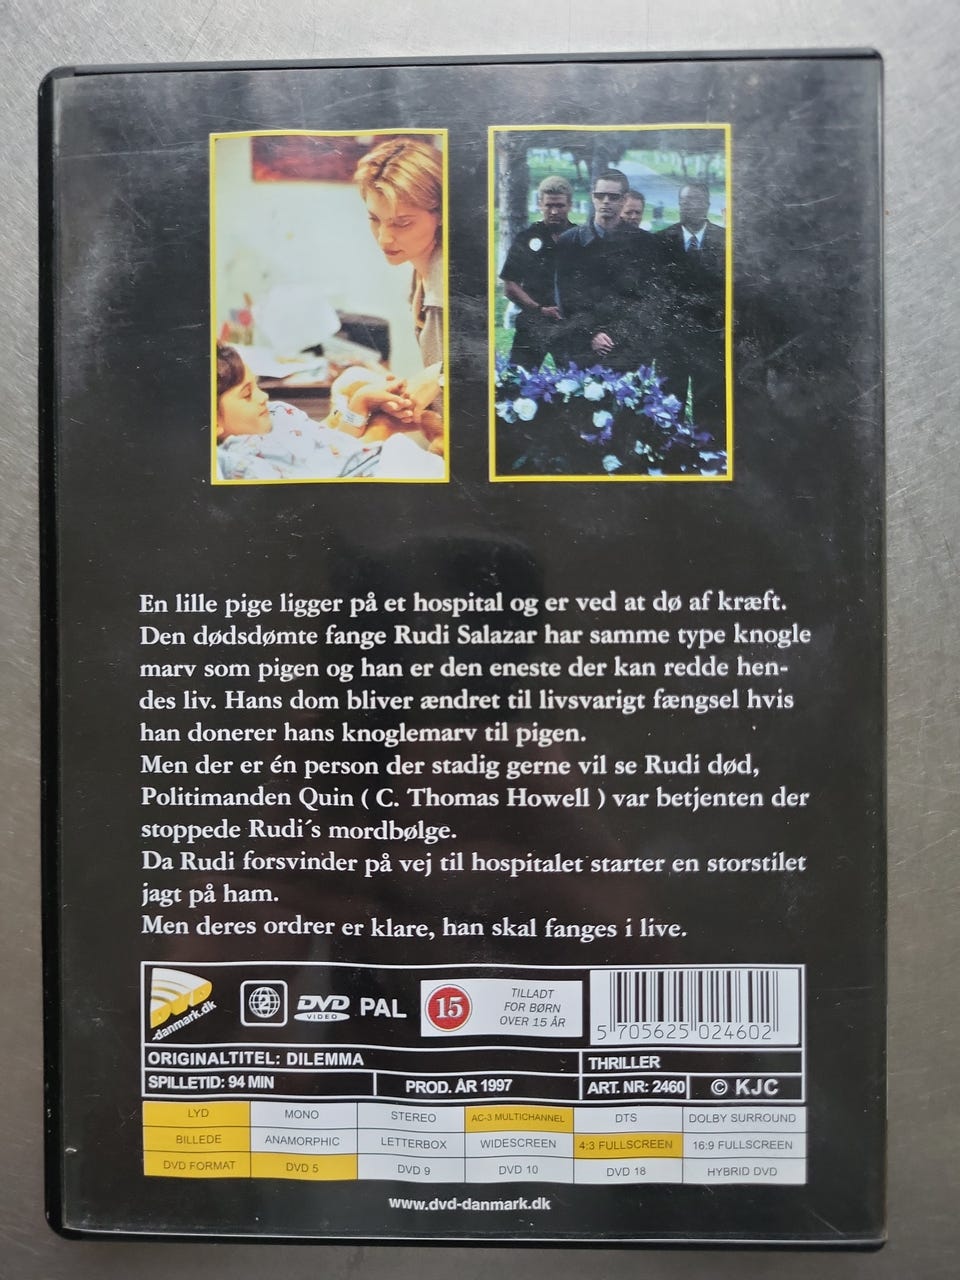 En lille pige ligger på et hospital og er ved at dø af kræft.
Den dødsdømte fange Rudi Salazar har samme type knogle
marv som pigen og han er den eneste der kan redde hen-
des liv. Hans dom bliver ændret til livsvarigt fængsel hvis
han donerer hans knoglemarv til pigen.
Men der er én person der stadig gerne vil se Rudi død,
Politimanden Quin ( C. Thomas Howell ) var betjenten der
stoppede Rudi´s mordbølge.
Da Rudi forsvinder på vej til hospitalet starter en storstilet
jagt på ham.
Men deres ordrer er klare, han skal fanges i live.
DVD
-danmark.dk
2
DVD
VIDEO
PAL
15
TILLADT
FOR BØRN
OVER 15 ÅR
5 705625 024602
ORIGINALTITEL: DILEMMA
THRILLER
SPILLETID: 94 MIN
PROD. ÅR 1997
ART. NR: 2460
© KJC
LYD MONO STEREO AC-3 MULTICHANNEL DTS DOLBY SURROUND
BILLEDE ANAMORPHIC LETTERBOX WIDESCREEN 4:3 FULLSCREEN 16:9 FULLSCREEN
DVD FORMAT DVD 5 DVD 9 DVD 10 DVD 18 HYBRID DVD
www.dvd-danmark.dk